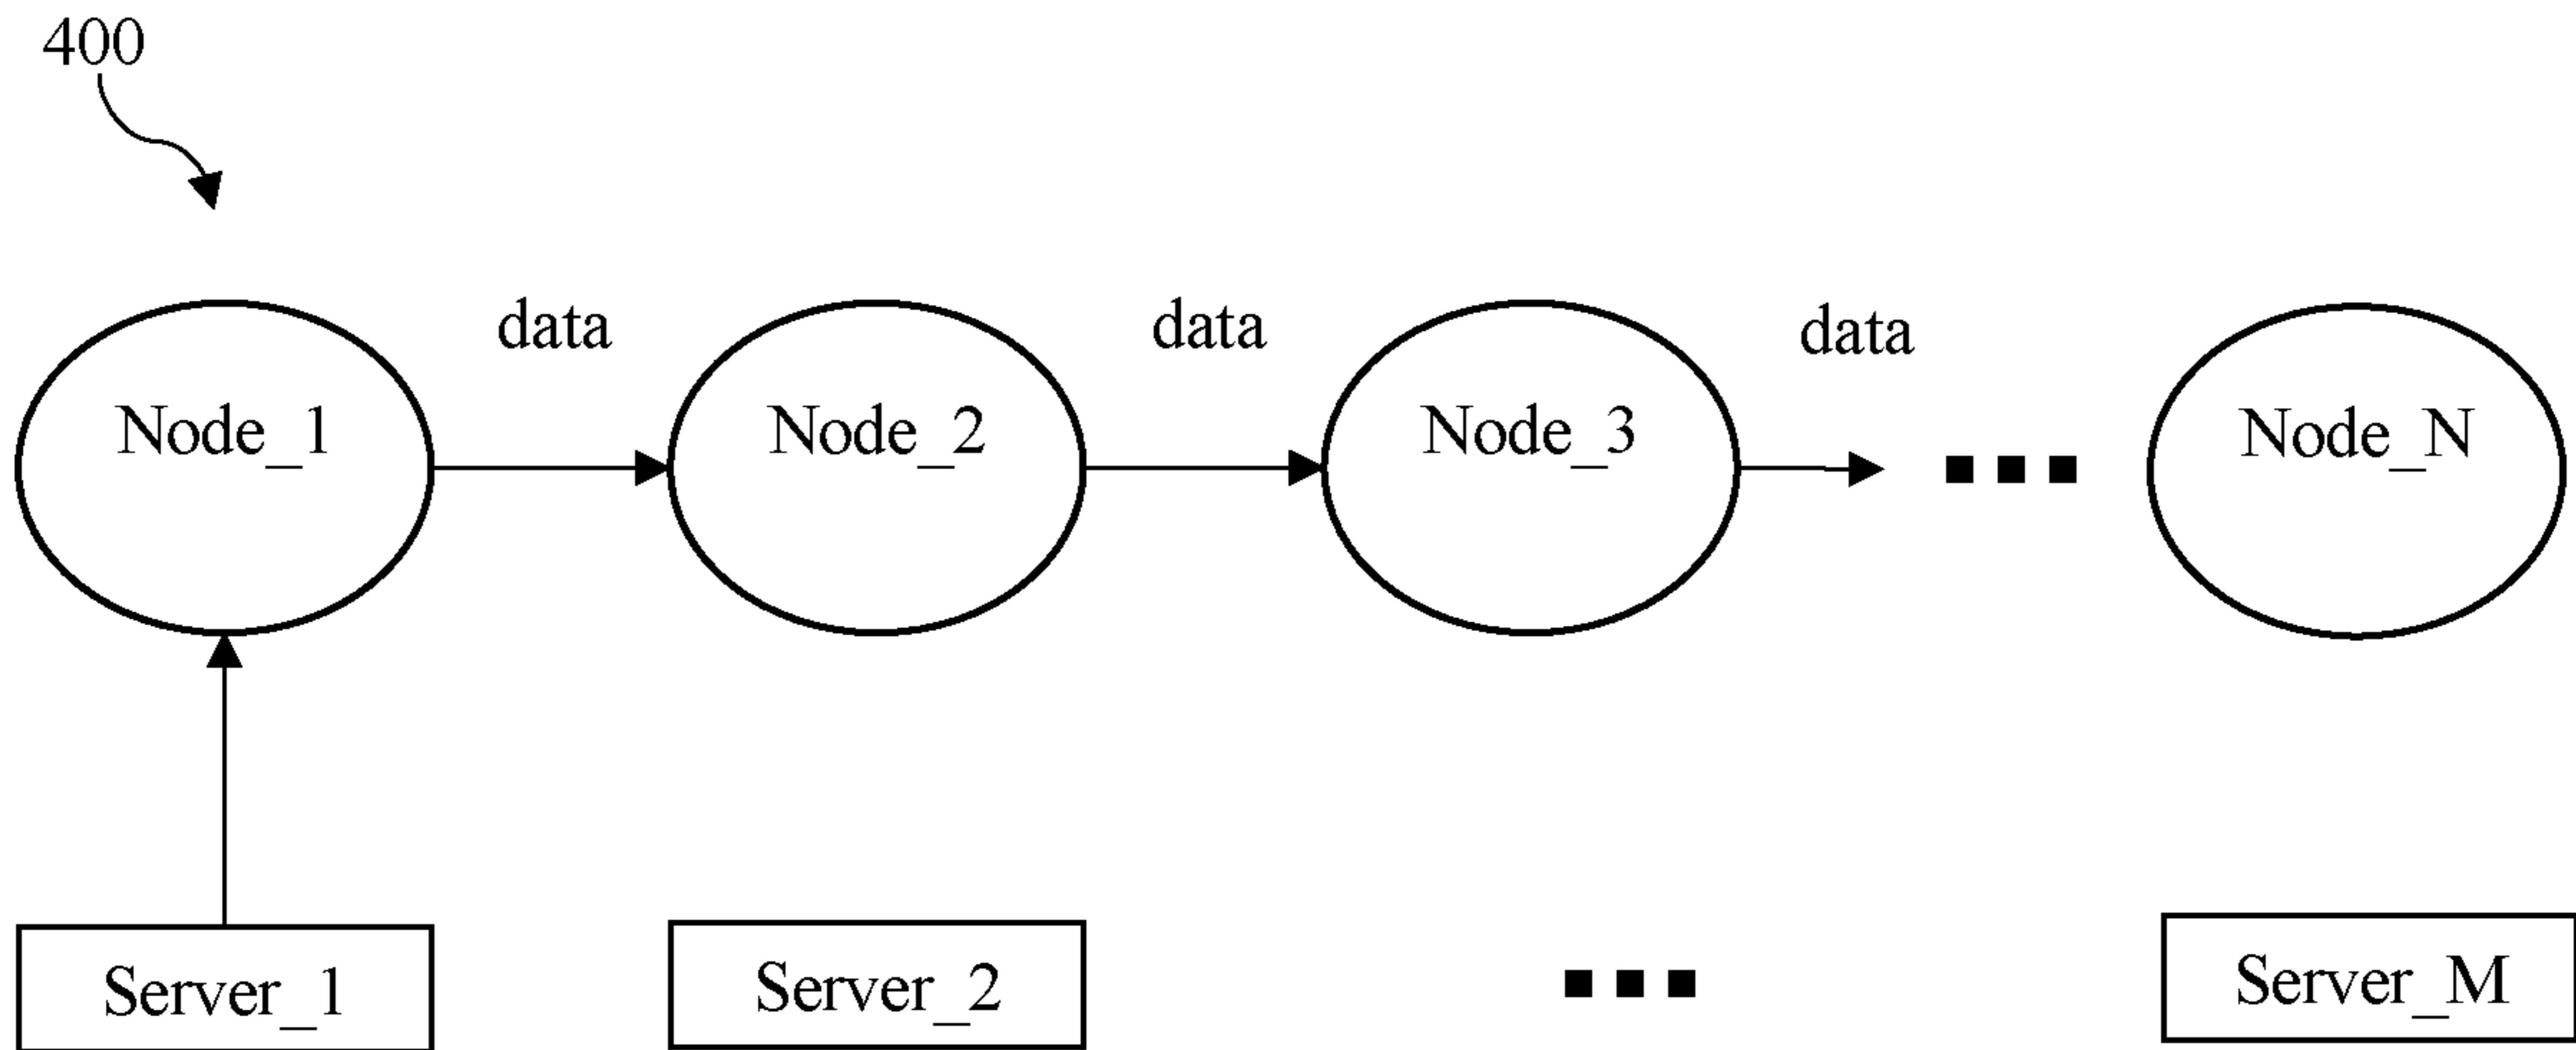 400
data
data
data
Node_1
Node_2
Node_3
Node_N
Server_1
Server_2
Server_M